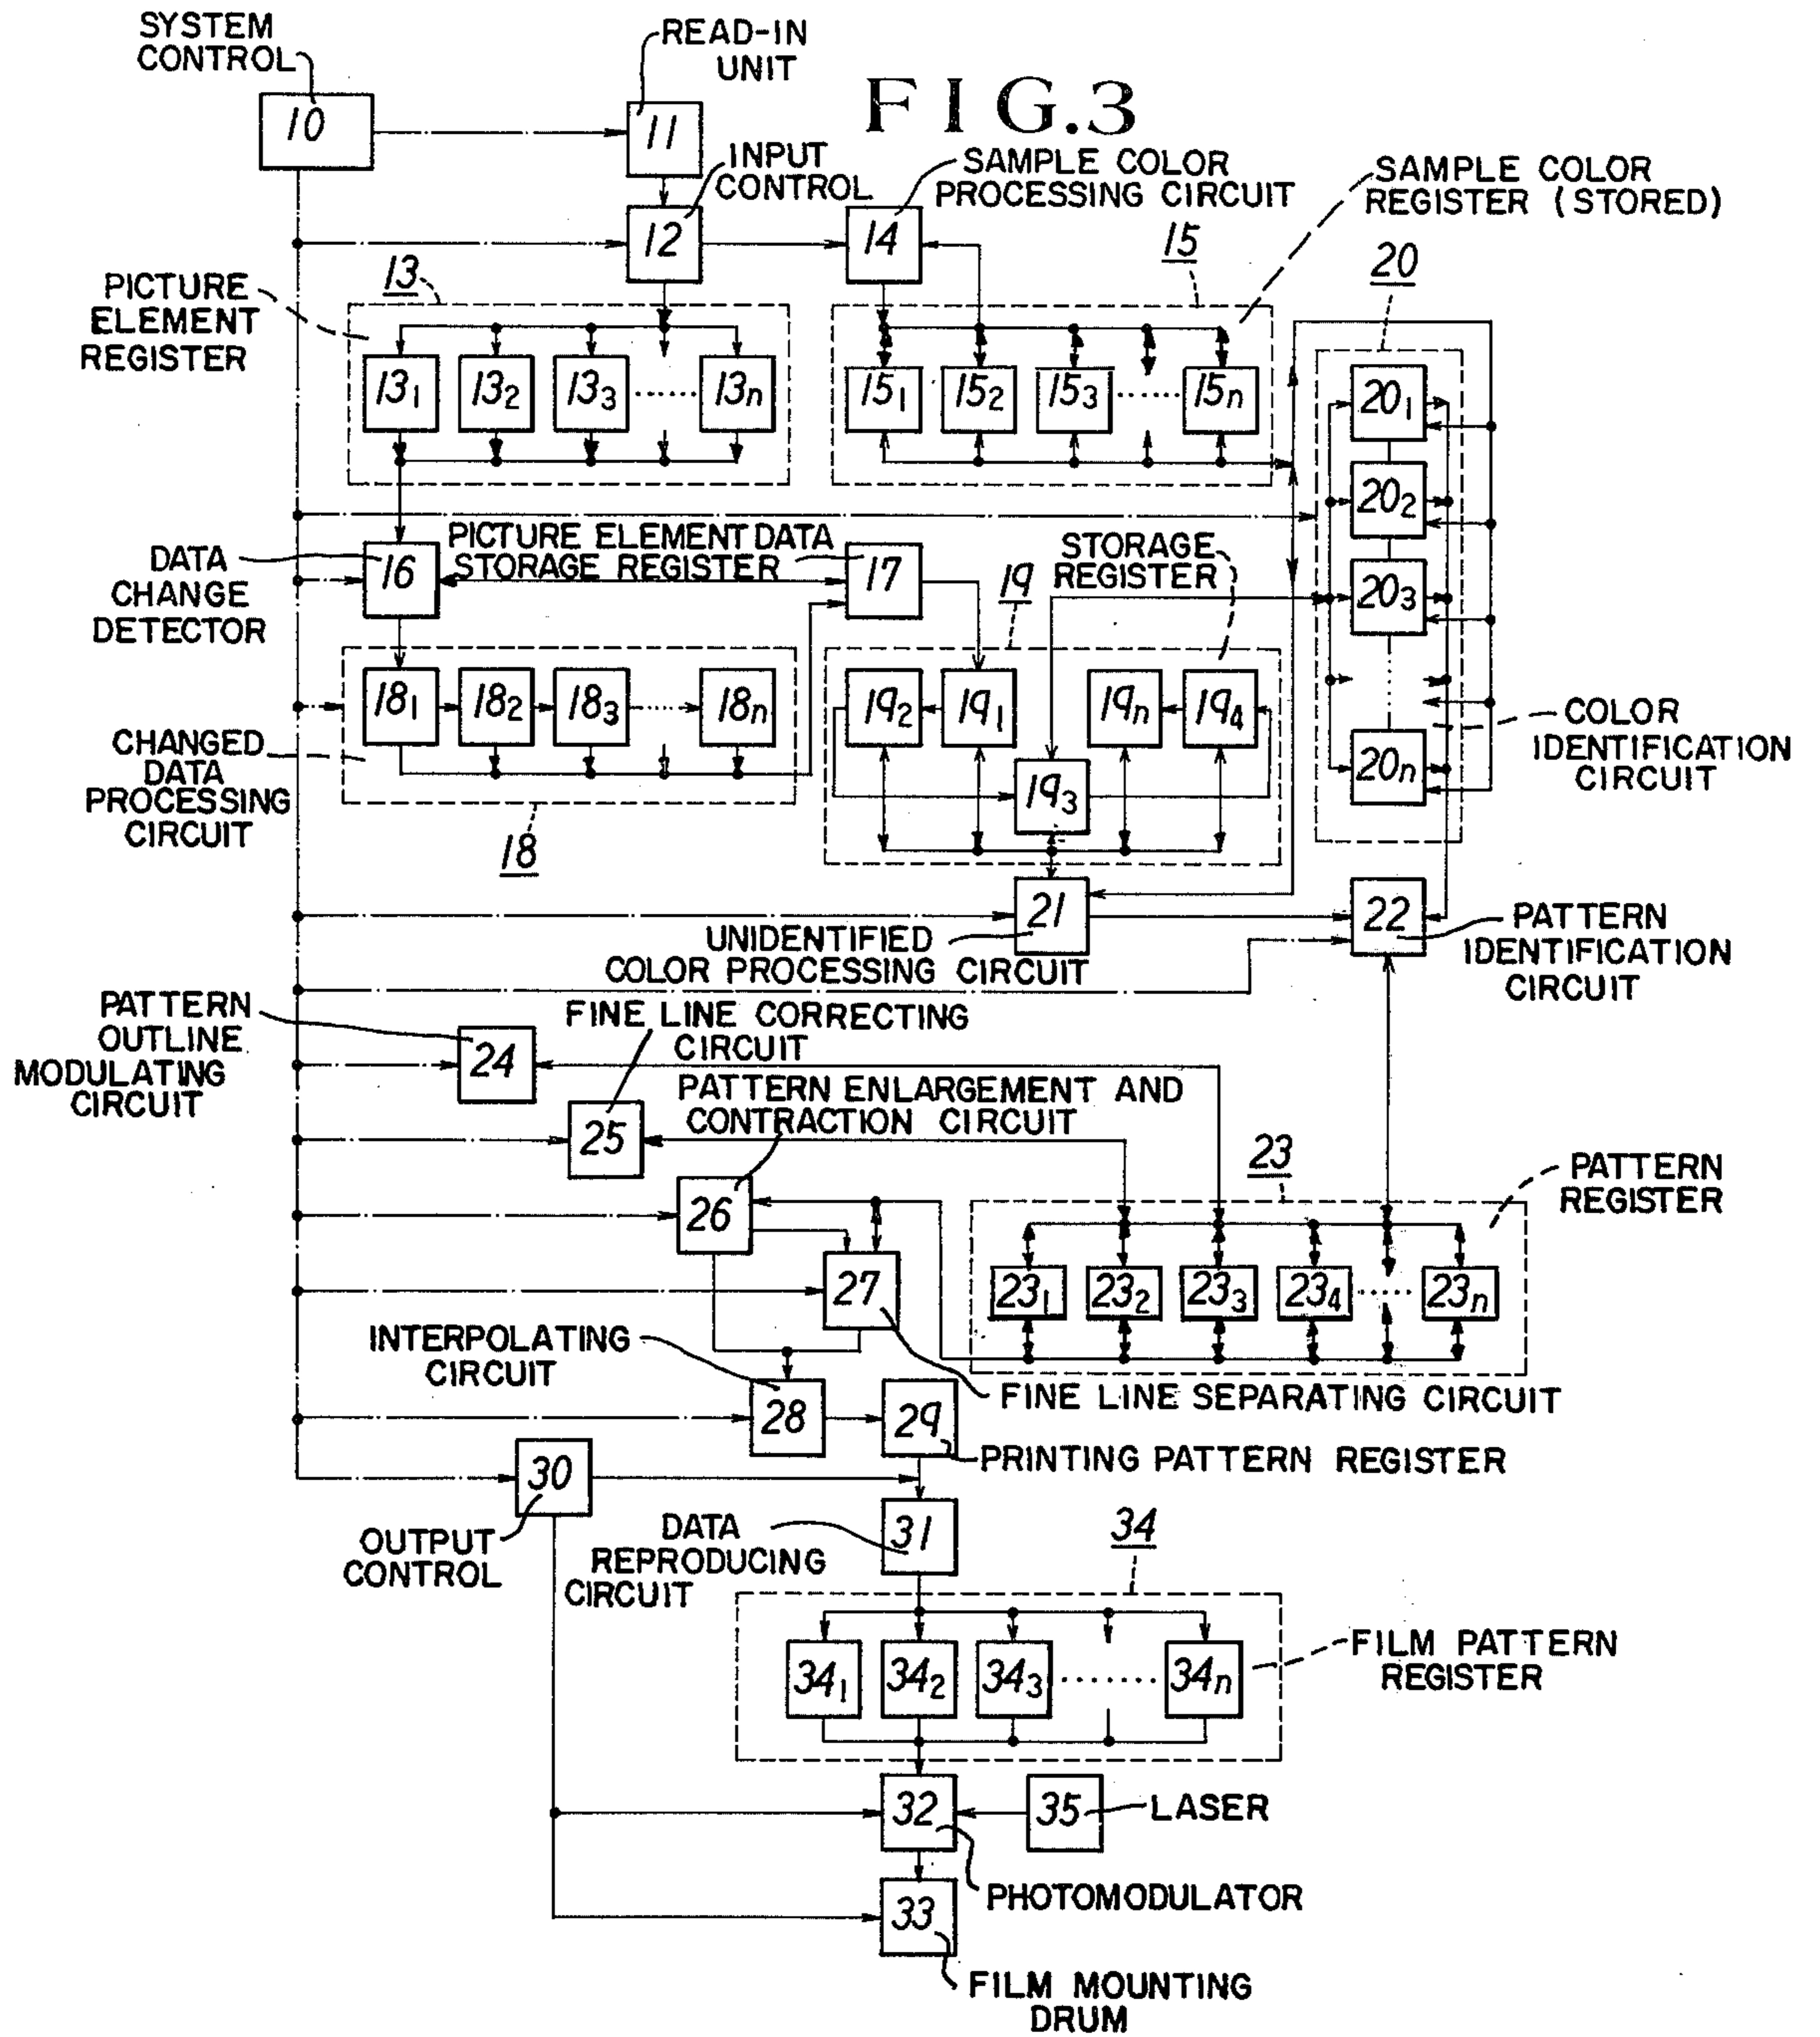 SYSTEM
CONTROL
READ-IN
UNIT
FIG.3
10
11
INPUT
CONTROL
SAMPLE COLOR
PROCESSING CIRCUIT
SAMPLE COLOR
REGISTER (STORED)
12
14
15
20
PICTURE
ELEMENT
REGISTER
13
13₁ 13₂ 13₃ ······ 13n
15₁ 15₂ 15₃ ······ 15n
20₁
20₂
20₃
20n
DATA
CHANGE
DETECTOR
16
PICTURE ELEMENT DATA
STORAGE REGISTER
17
STORAGE
REGISTER
19
18₁ 18₂ 18₃ 18n
19₂ 19₁ 19n 19₄
19₃
COLOR
IDENTIFICATION
CIRCUIT
CHANGED
DATA
PROCESSING
CIRCUIT
18
21
22
UNIDENTIFIED
COLOR PROCESSING CIRCUIT
PATTERN
IDENTIFICATION
CIRCUIT
PATTERN
OUTLINE
MODULATING
CIRCUIT
24
FINE LINE CORRECTING
CIRCUIT
25
PATTERN ENLARGEMENT AND
CONTRACTION CIRCUIT
26
27
23
PATTERN
REGISTER
23₁ 23₂ 23₃ 23₄ ······ 23n
INTERPOLATING
CIRCUIT
28
29
FINE LINE SEPARATING CIRCUIT
PRINTING PATTERN REGISTER
30
OUTPUT
CONTROL
31
DATA
REPRODUCING
CIRCUIT
34
34₁ 34₂ 34₃ ······ 34n
FILM PATTERN
REGISTER
32
35
LASER
PHOTOMODULATOR
33
FILM MOUNTING
DRUM